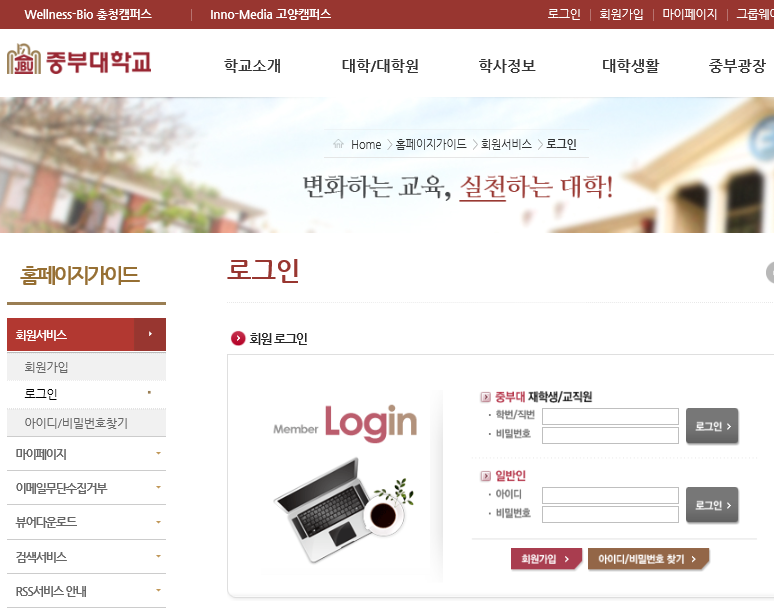 Wellness-Bio 충청캠퍼스 Inno-Media 고양캠퍼스 로그인 회원가입 마이페이지
JBU 중부대학교 학교소개 대학/대학원 학사정보 대학생활 중부광장
Home 홈페이지가이드 회원서비스 로그인
변화하는 교육, 실천하는 대학!
홈페이지가이드
회원서비스
회원가입
로그인
아이디/비밀번호찾기
마이페이지
이메일무단수집거부
뷰어다운로드
검색서비스
RSS서비스 안내
로그인
회원 로그인
Member Login
중부대 재학생/교직원
학번/직번
비밀번호
로그인
일반인
아이디
비밀번호
로그인
회원가입 아이디/비밀번호 찾기